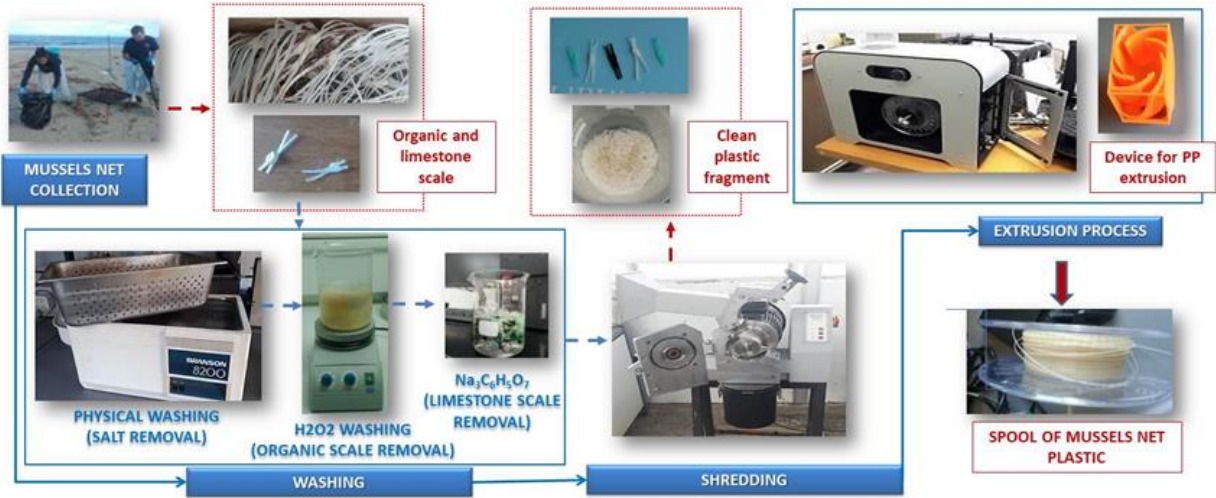 MUSSELS NET
COLLECTION
Organic and
limestone
scale
Clean
plastic
fragment
Device for PP
extrusion
EXTRUSION PROCESS
BRANSON
8200
PHYSICAL WASHING
(SALT REMOVAL)
H2O2 WASHING
(ORGANIC SCALE REMOVAL)
Na₃C₆H₅O₇
(LIMESTONE SCALE
REMOVAL)
WASHING
SHREDDING
SPOOL OF MUSSELS NET
PLASTIC